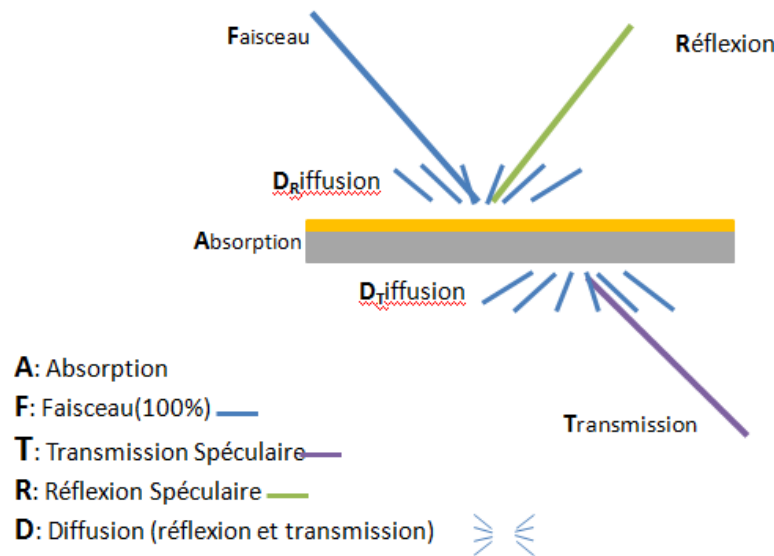 Faisceau
Réflexion
DRiffusion
Absorption
DTiffusion
A: Absorption
F: Faisceau(100%)
T: Transmission Spéculaire
Transmission
R: Réflexion Spéculaire
D: Diffusion (réflexion et transmission)